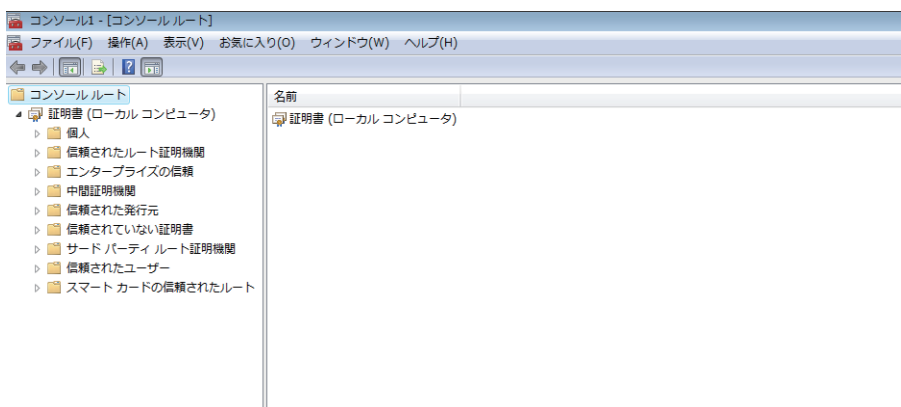 コンソール1 - [コンソール ルート]
ファイル(F) 操作(A) 表示(V) お気に入り(O) ウィンドウ(W) ヘルプ(H)
コンソール ルート
証明書 (ローカル コンピュータ)
個人
信頼されたルート証明機関
エンタープライズの信頼
中間証明機関
信頼された発行元
信頼されていない証明書
サード パーティ ルート証明機関
信頼されたユーザー
スマート カードの信頼されたルート
名前
証明書 (ローカル コンピュータ)